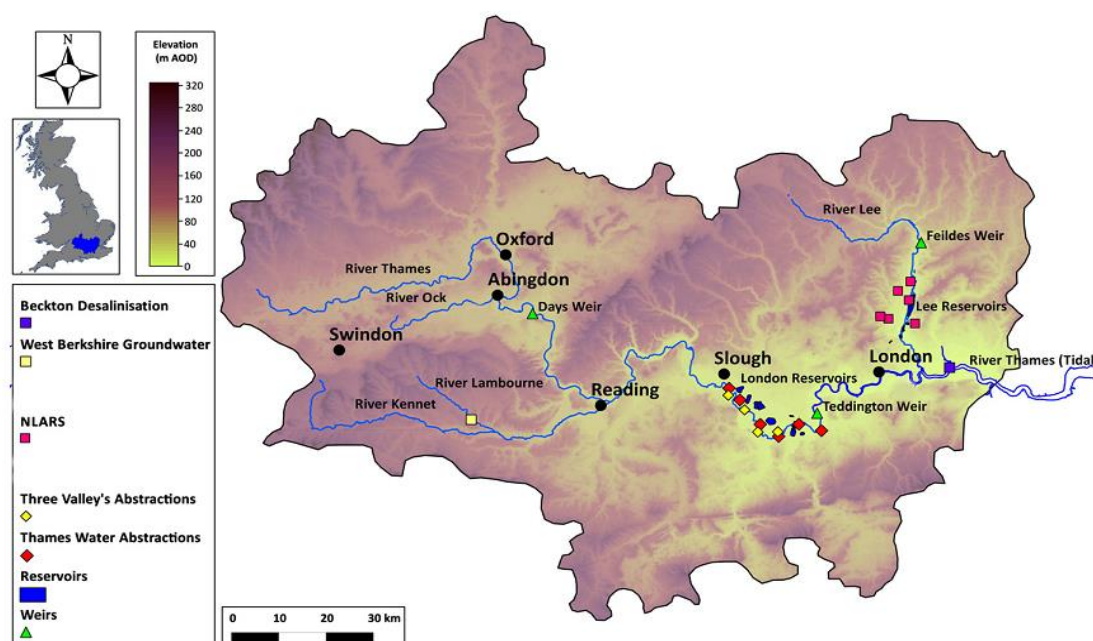 N
Elevation
(m AOD)
320
280
240
200
160
120
80
40
0
Beckton Desalinisation
West Berkshire Groundwater
NLARS
Three Valley's Abstractions
Thames Water Abstractions
Reservoirs
Weirs
River Lee
Feildes Weir
Oxford
River Thames
Abingdon
River Ock
Days Weir
Lee Reservoirs
Swindon
Slough
London
River Thames (Tidal
River Lambourne
London Reservoirs
Reading
River Kennet
Teddington Weir
0 10 20 30 km